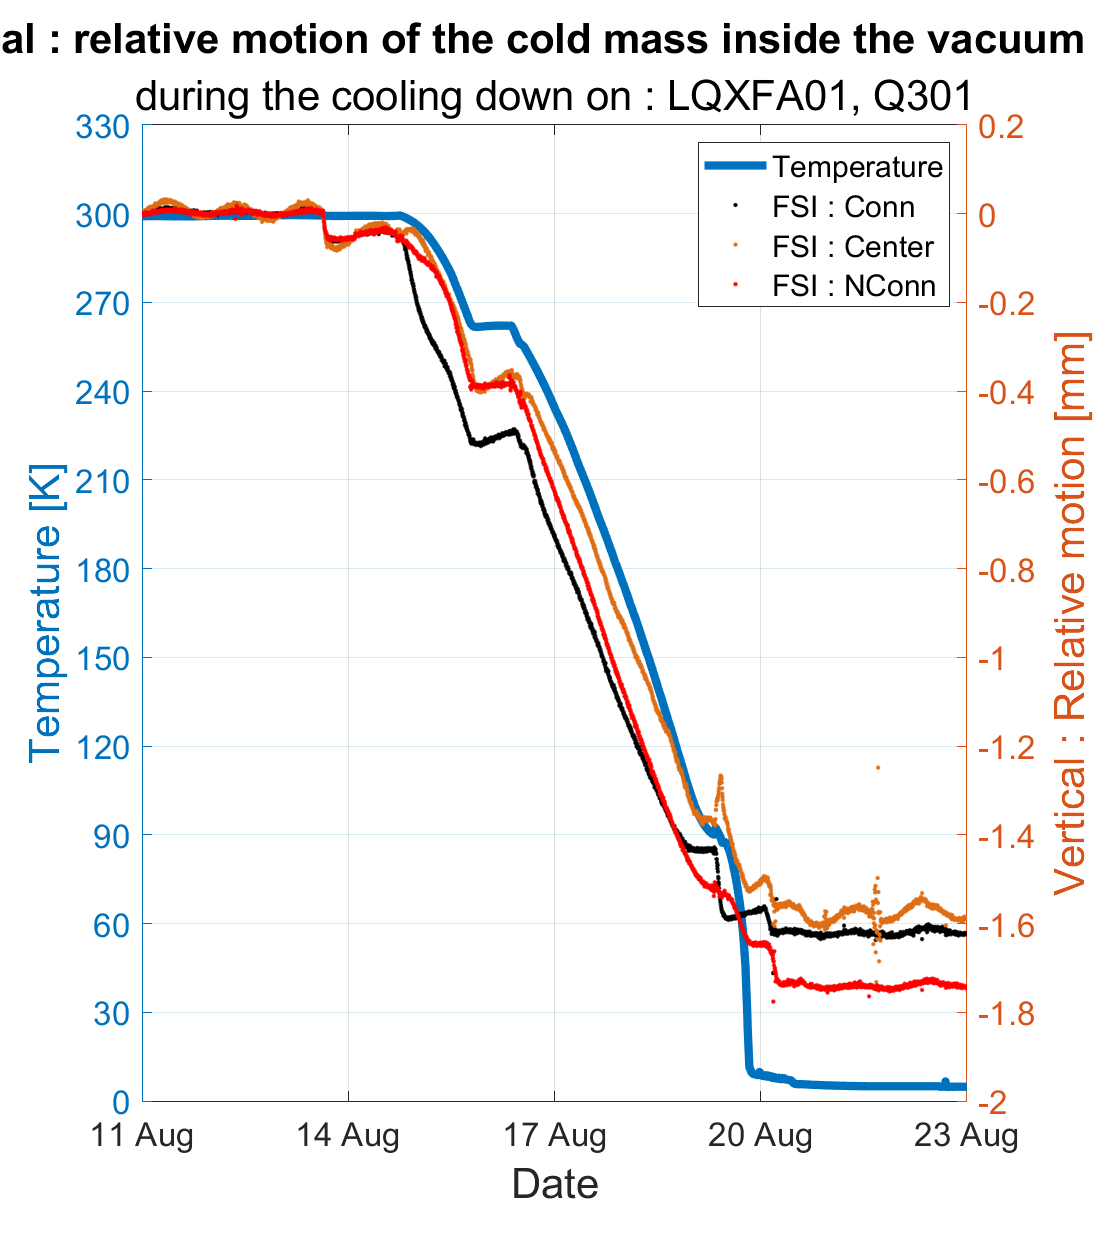 al : relative motion of the cold mass inside the vacuum
during the cooling down on : LQXFA01, Q301
330
300
270
240
210
180
150
120
90
60
30
0
Temperature [K]
0.2
0
-0.2
-0.4
-0.6
-0.8
-1
-1.2
-1.4
-1.6
-1.8
-2
Vertical : Relative motion [mm]
Temperature
FSI : Conn
FSI : Center
FSI : NConn
11 Aug
14 Aug
17 Aug
20 Aug
23 Aug
Date